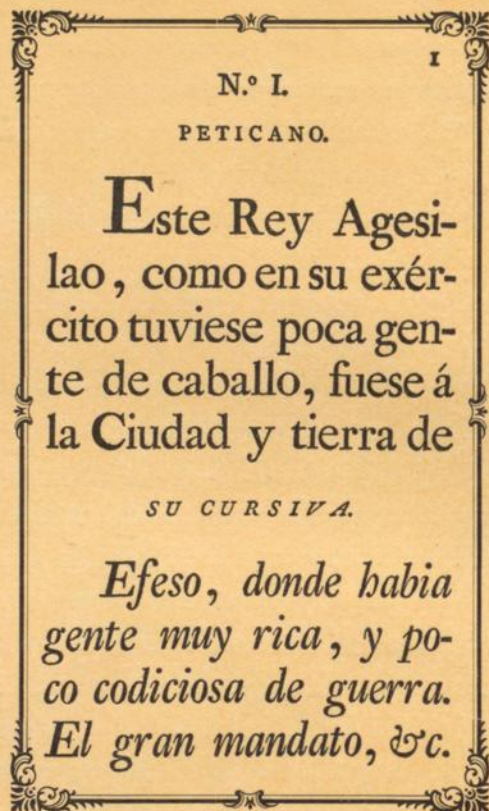 1
N.º I.
PETICANO.
Este Rey Agesi-
lao, como en su exér-
cito tuviese poca gen-
te de caballo, fuese á
la Ciudad y tierra de
SU CURSIVA.
Efeso, donde habia
gente muy rica, y po-
co codiciosa de guerra.
El gran mandato, &c.